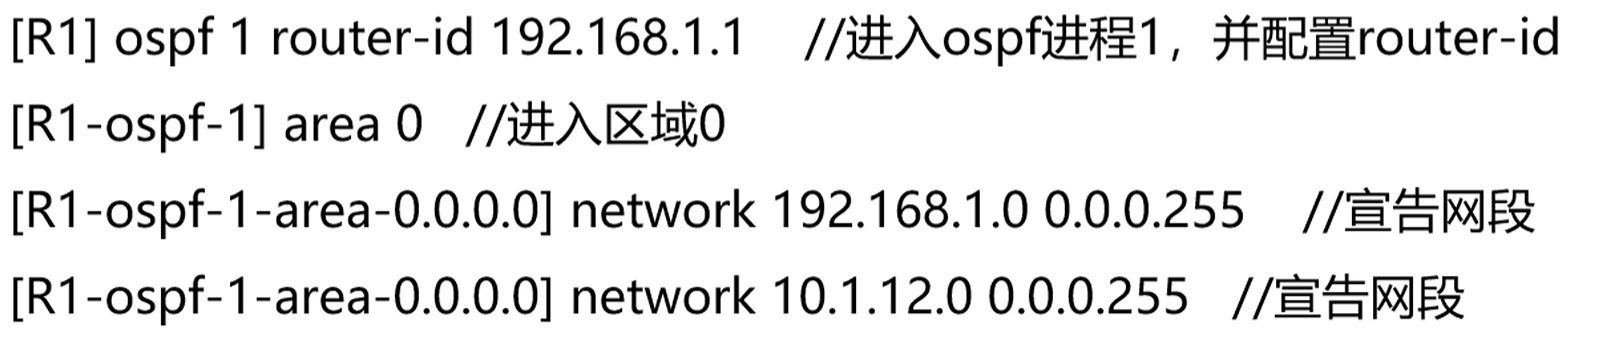 [R1] ospf 1 router-id 192.168.1.1    //进入ospf进程1，并配置router-id
[R1-ospf-1] area 0   //进入区域0
[R1-ospf-1-area-0.0.0.0] network 192.168.1.0 0.0.0.255    //宣告网段
[R1-ospf-1-area-0.0.0.0] network 10.1.12.0 0.0.0.255   //宣告网段